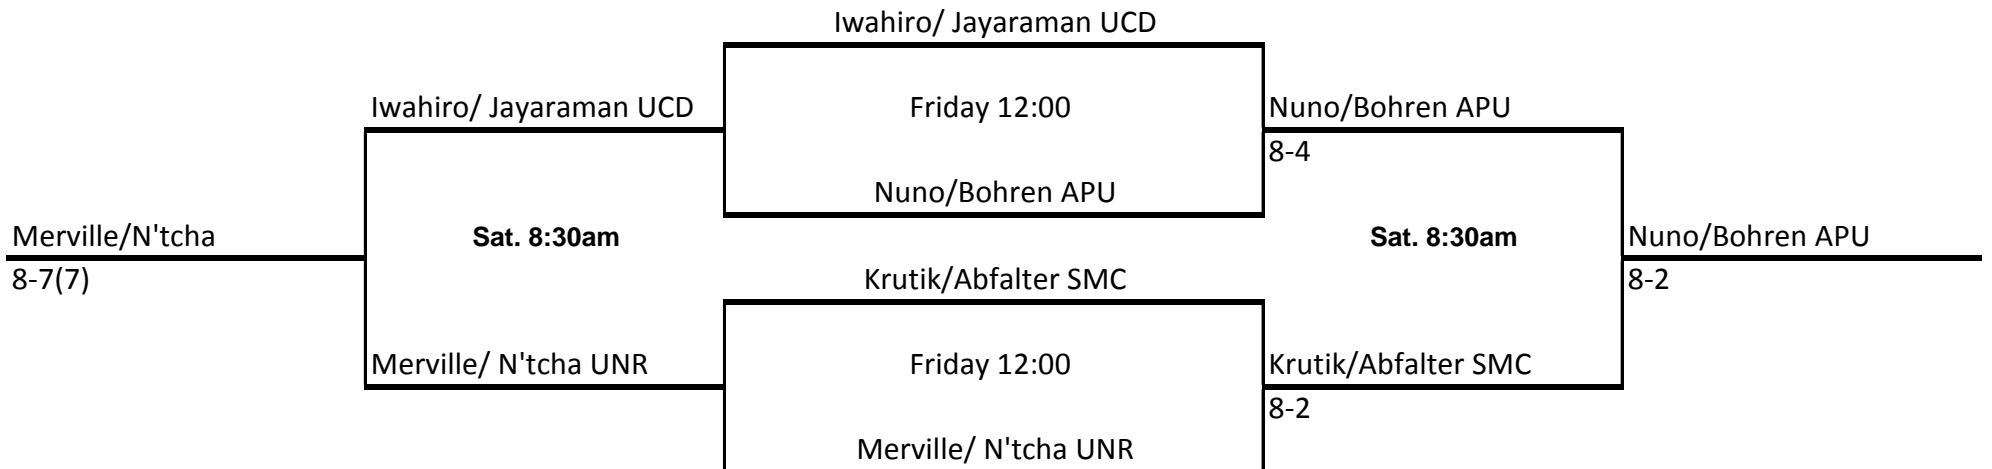 Iwahiro/ Jayaraman UCD
Iwahiro/ Jayaraman UCD
Friday 12:00
Nuno/Bohren APU
8-4
Nuno/Bohren APU
Merville/N'tcha
Sat. 8:30am
Sat. 8:30am
Nuno/Bohren APU
8-7(7)
Krutik/Abfalter SMC
8-2
Merville/ N'tcha UNR
Friday 12:00
Krutik/Abfalter SMC
8-2
Merville/ N'tcha UNR